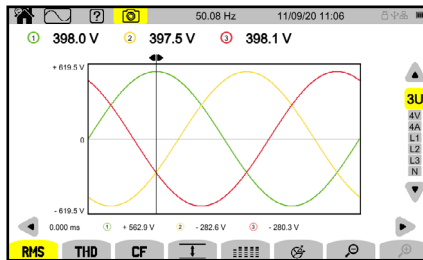 ? 50.08 Hz 11/09/20 11:06
1 398.0 V 2 397.5 V 3 398.1 V
+ 619.5 V
0
- 619.5 V
3U
4V
4A
L1
L2
L3
N
0.000 ms 1 + 562.9 V 2 - 282.6 V 3 - 280.3 V
RMS THD CF